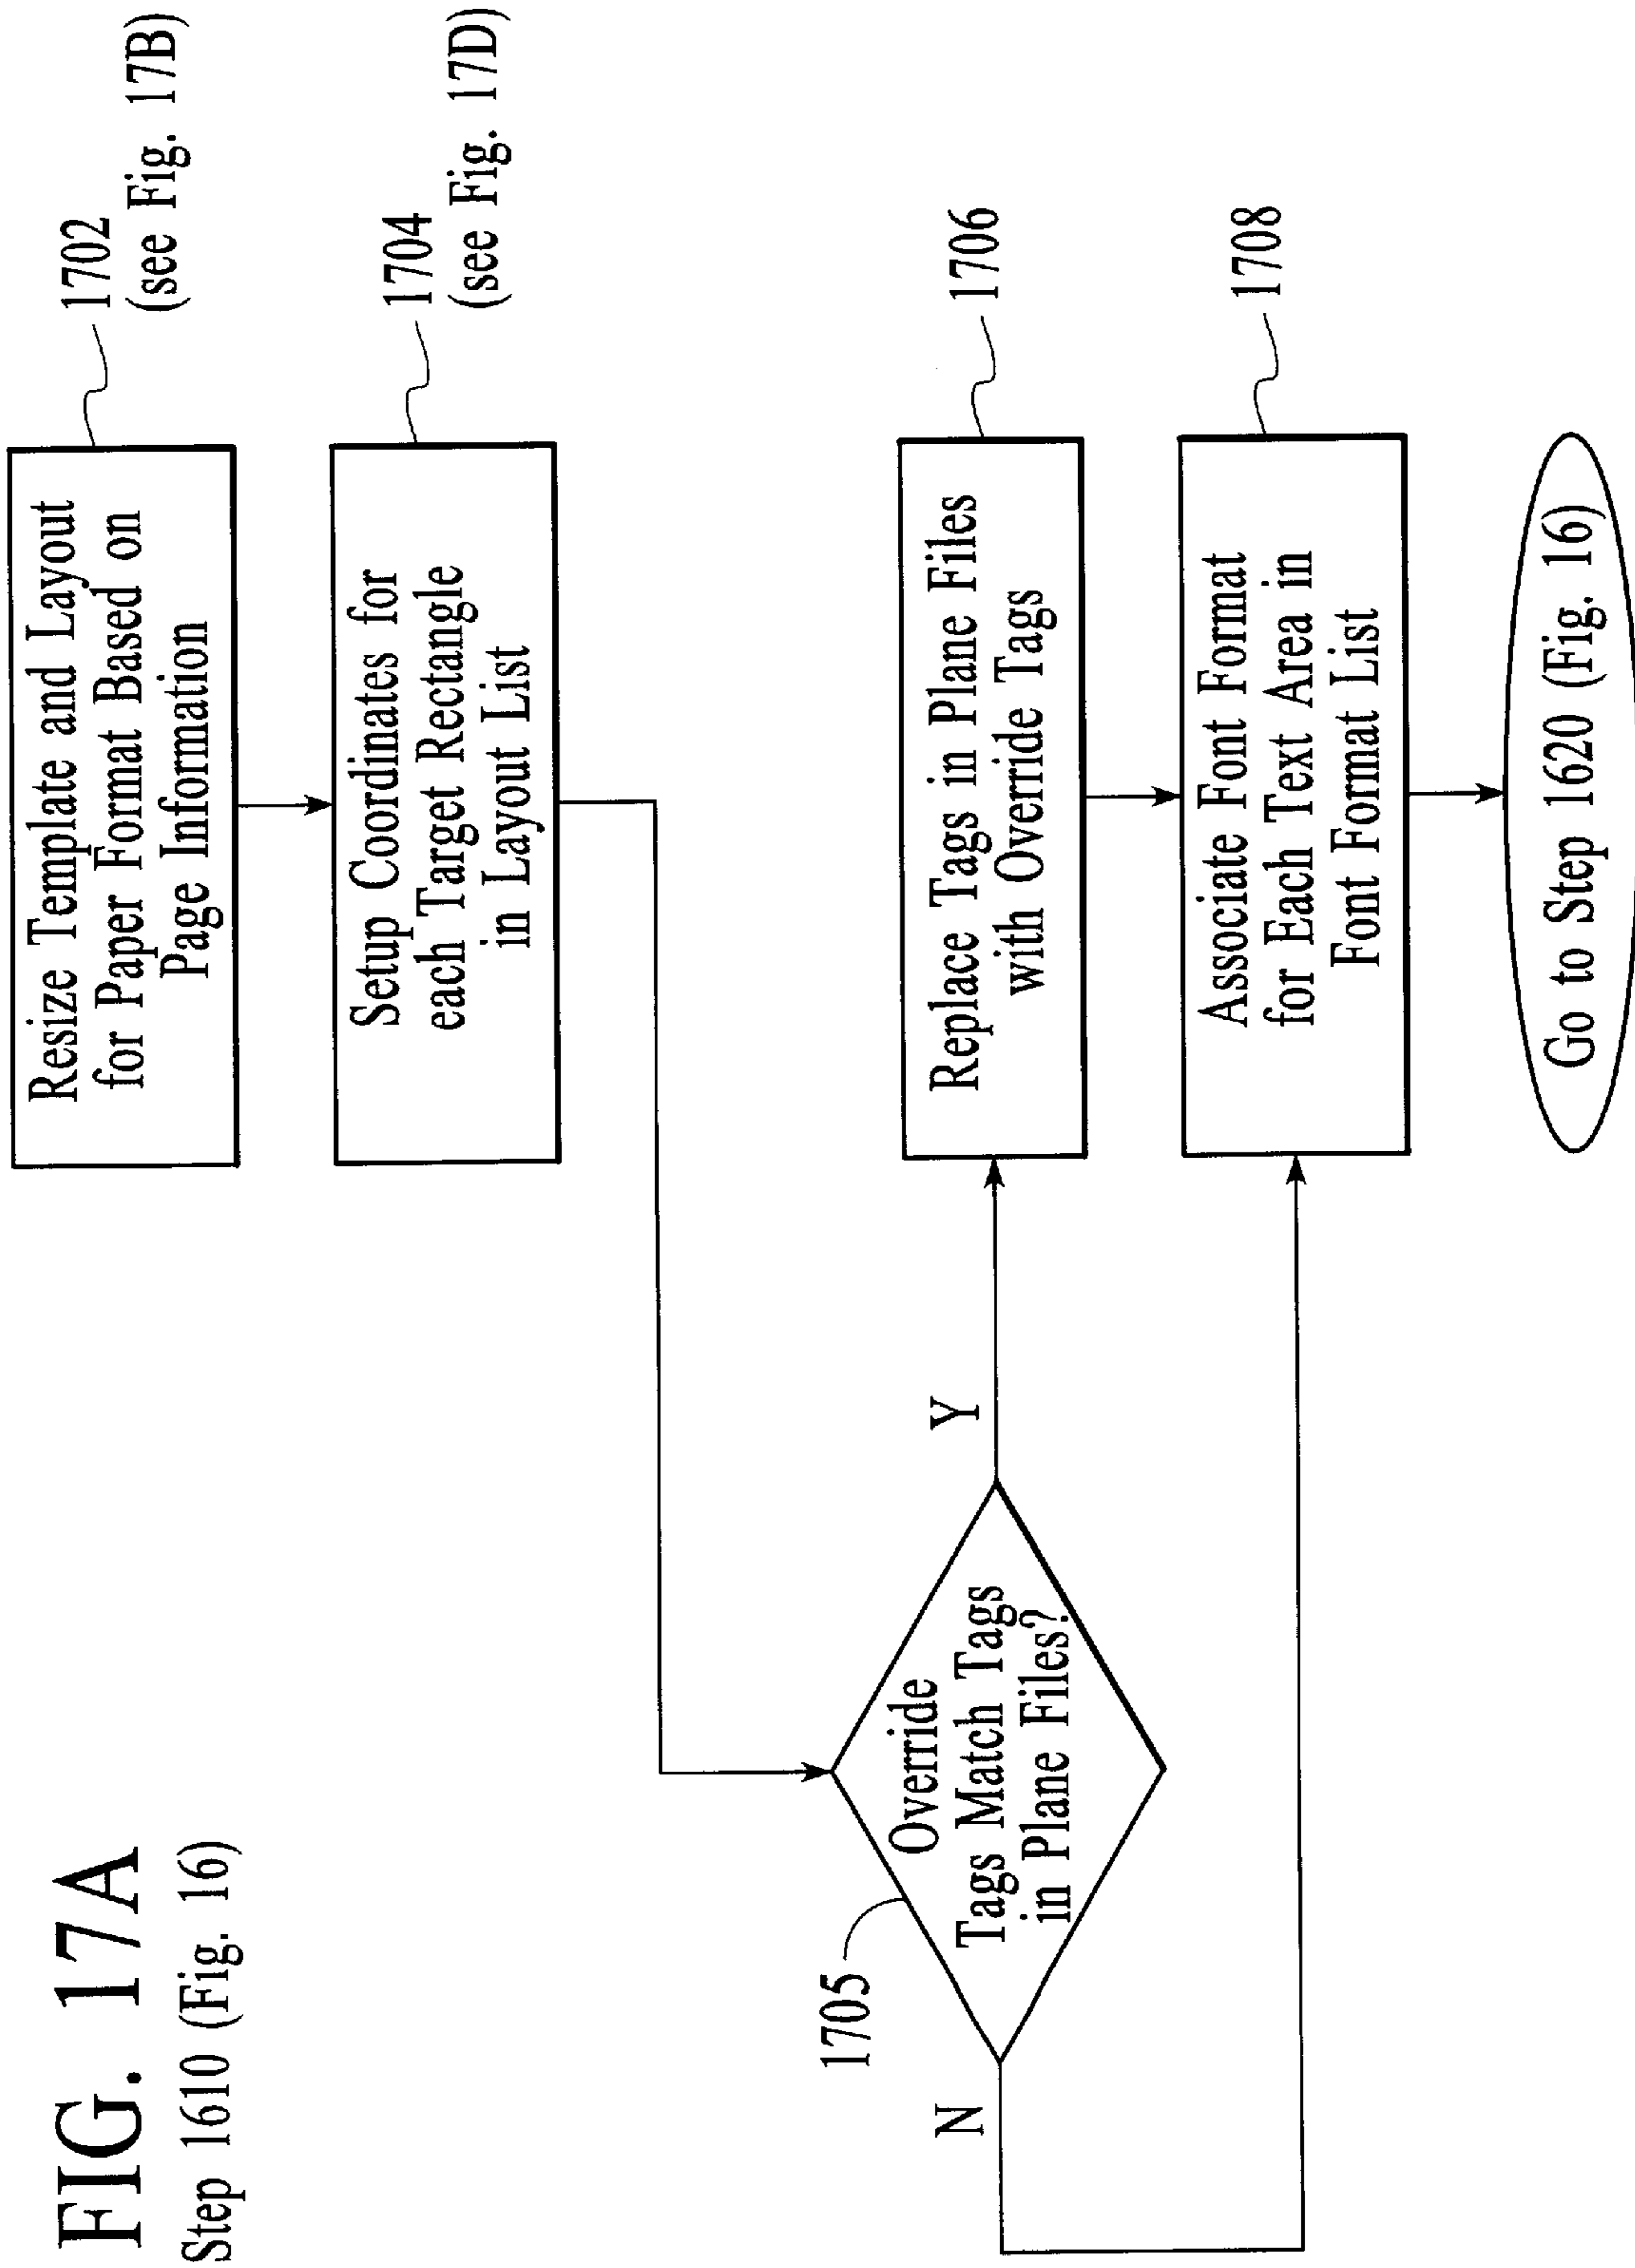 FIG. 17A
Step 1610 (Fig. 16)
Resize Template and Layout
for Paper Format Based on
Page Information
1702
(see Fig. 17B)
Setup Coordinates for
each Target Rectangle
in Layout List
1704
(see Fig. 17D)
1705
Override
Tags Match Tags
in Plane Files?
N
Y
Replace Tags in Plane Files
with Override Tags
1706
Associate Font Format
for Each Text Area in
Font Format List
1708
Go to Step 1620 (Fig. 16)